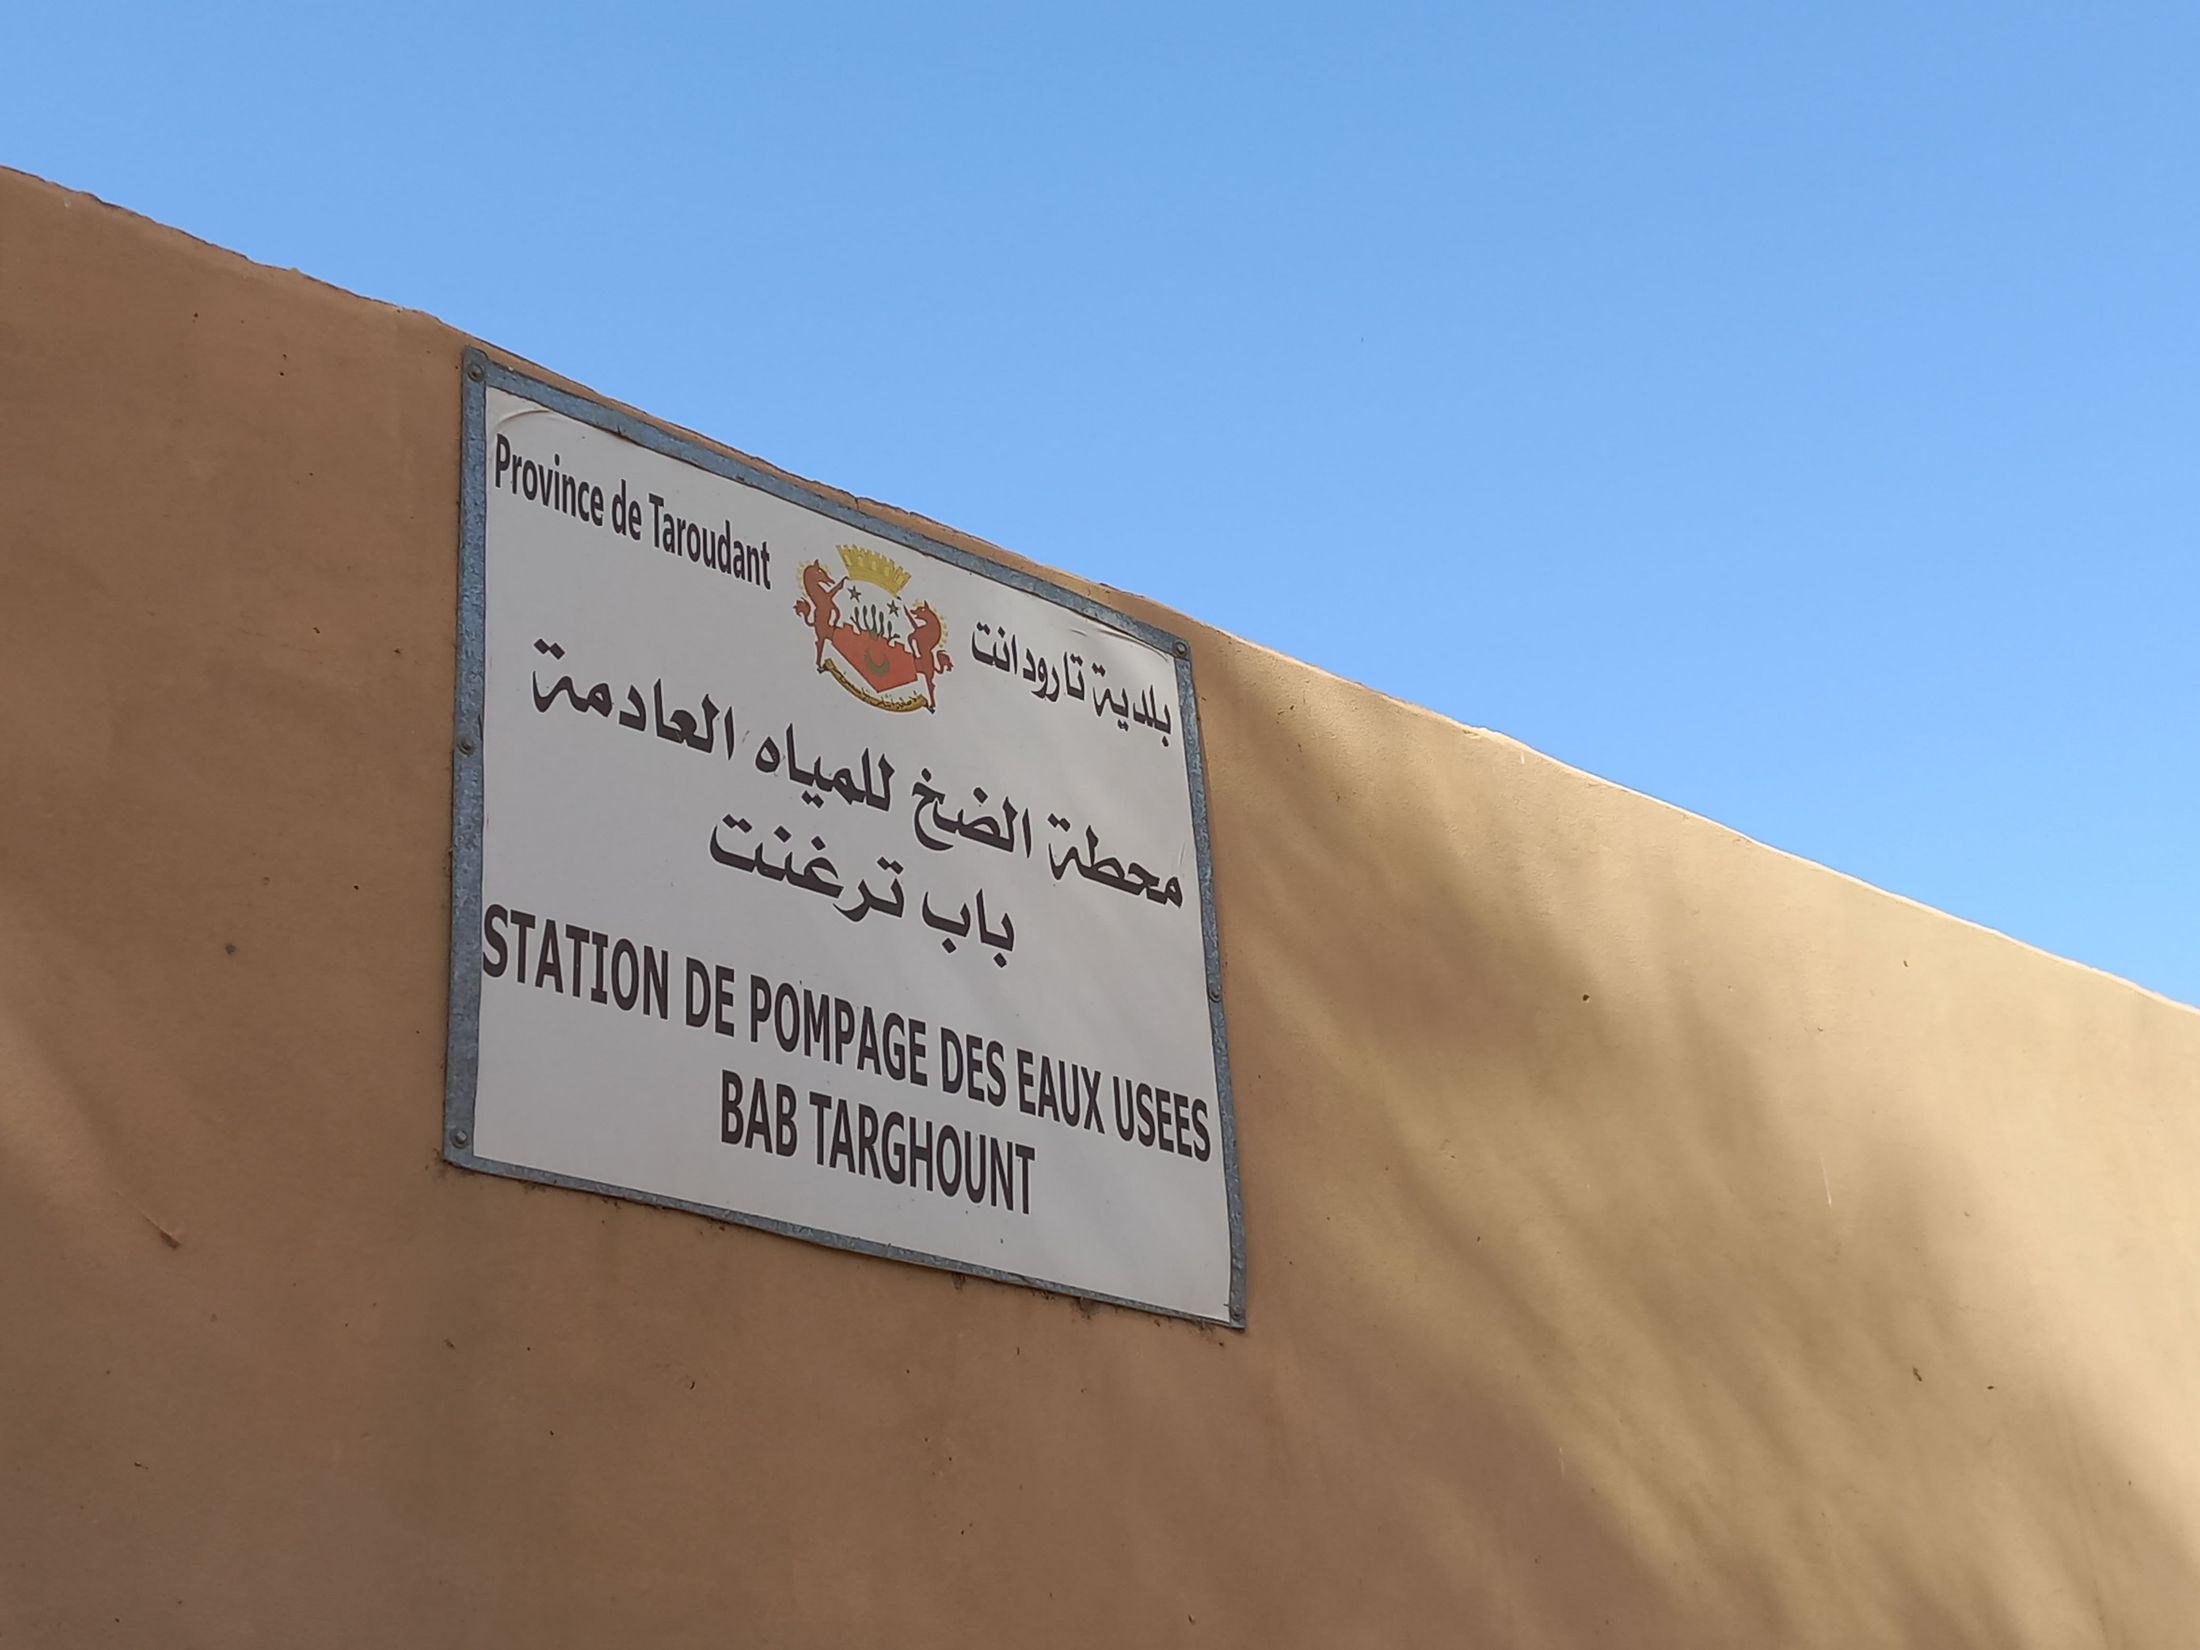 Province de Taroudant
بلدية تارودانت
محطة الضخ للمياه العادمة
باب ترغنت
STATION DE POMPAGE DES EAUX USEES
BAB TARGHOUNT